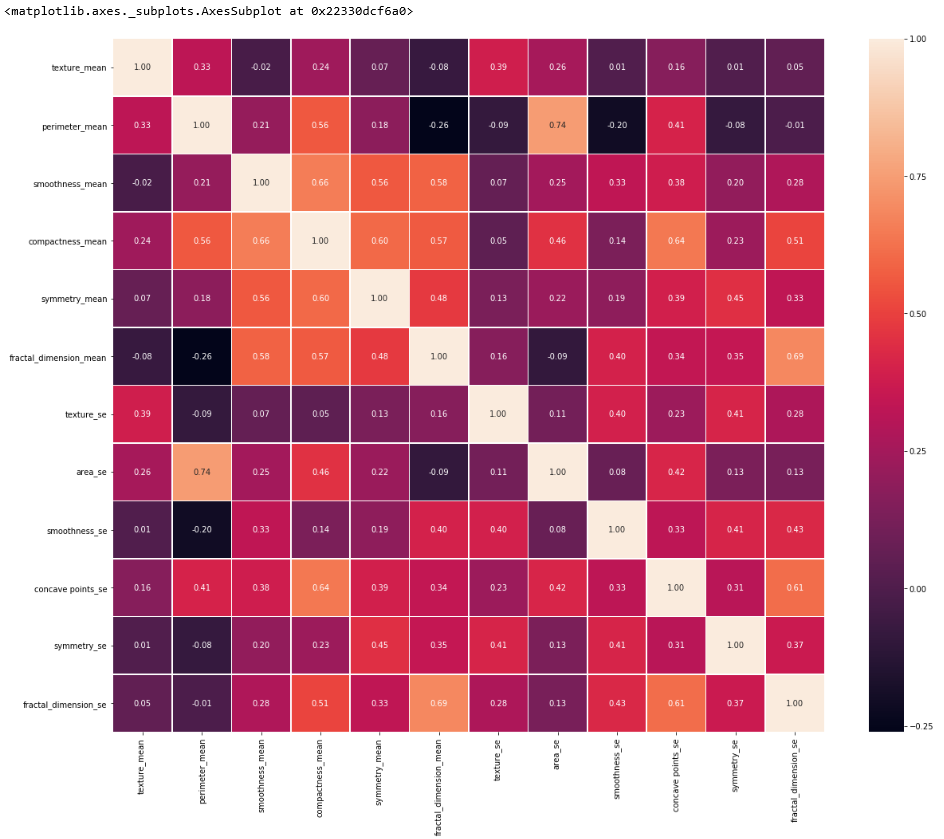 <matplotlib.axes._subplots.AxesSubplot at 0x22330dcf6a0>
texture_mean 1.00 0.33 -0.02 0.24 0.07 -0.08 0.39 0.26 0.01 0.16 0.01 0.05
perimeter_mean 0.33 1.00 0.21 0.56 0.18 -0.26 -0.09 0.74 -0.20 0.41 -0.08 -0.01
smoothness_mean -0.02 0.21 1.00 0.66 0.56 0.58 0.07 0.25 0.33 0.38 0.20 0.28
compactness_mean 0.24 0.56 0.66 1.00 0.60 0.57 0.05 0.46 0.14 0.64 0.23 0.51
symmetry_mean 0.07 0.18 0.56 0.60 1.00 0.48 0.13 0.22 0.19 0.39 0.45 0.33
fractal_dimension_mean -0.08 -0.26 0.58 0.57 0.48 1.00 0.16 -0.09 0.40 0.34 0.35 0.69
texture_se 0.39 -0.09 0.07 0.05 0.13 0.16 1.00 0.11 0.40 0.23 0.41 0.28
area_se 0.26 0.74 0.25 0.46 0.22 -0.09 0.11 1.00 0.08 0.42 0.13 0.13
smoothness_se 0.01 -0.20 0.33 0.14 0.19 0.40 0.40 0.08 1.00 0.33 0.41 0.43
concave points_se 0.16 0.41 0.38 0.64 0.39 0.34 0.23 0.42 0.33 1.00 0.31 0.61
symmetry_se 0.01 -0.08 0.20 0.23 0.45 0.35 0.41 0.13 0.41 0.31 1.00 0.37
fractal_dimension_se 0.05 -0.01 0.28 0.51 0.33 0.69 0.28 0.13 0.43 0.61 0.37 1.00
texture_mean
perimeter_mean
smoothness_mean
compactness_mean
symmetry_mean
fractal_dimension_mean
texture_se
area_se
smoothness_se
concave points_se
symmetry_se
fractal_dimension_se
1.00
0.75
0.50
0.25
0.00
-0.25